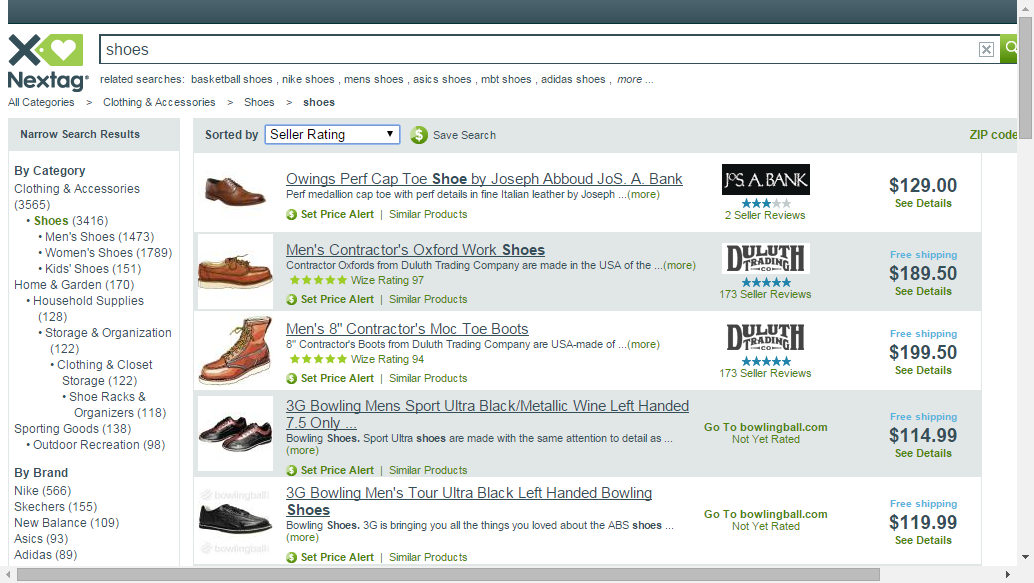 shoes
Nextag
related searches: basketball shoes , nike shoes , mens shoes , asics shoes , mbt shoes , adidas shoes , more ...
All Categories > Clothing & Accessories > Shoes > shoes
Narrow Search Results
Sorted by Seller Rating $ Save Search ZIP code
By Category
Clothing & Accessories
(3565)
• Shoes (3416)
• Men's Shoes (1473)
• Women's Shoes (1789)
• Kids' Shoes (151)
Home & Garden (170)
• Household Supplies
(128)
• Storage & Organization
(122)
• Clothing & Closet
Storage (122)
• Shoe Racks &
Organizers (118)
Sporting Goods (138)
• Outdoor Recreation (98)
By Brand
Nike (566)
Skechers (155)
New Balance (109)
Asics (93)
Adidas (89)
Owings Perf Cap Toe Shoe by Joseph Abboud JoS. A. Bank
Perf medallion cap toe with perf details in fine Italian leather by Joseph ...(more)
$ Set Price Alert | Similar Products
JOS. A. BANK
2 Seller Reviews
$129.00
See Details
Men's Contractor's Oxford Work Shoes
Contractor Oxfords from Duluth Trading Company are made in the USA of the ...(more)
Wize Rating 97
$ Set Price Alert | Similar Products
DULUTH
TRADING
CO.
173 Seller Reviews
Free shipping
$189.50
See Details
Men's 8" Contractor's Moc Toe Boots
8" Contractor's Boots from Duluth Trading Company are USA-made of ...(more)
Wize Rating 94
$ Set Price Alert | Similar Products
DULUTH
TRADING
CO.
173 Seller Reviews
Free shipping
$199.50
See Details
3G Bowling Mens Sport Ultra Black/Metallic Wine Left Handed
7.5 Only ...
Bowling Shoes. Sport Ultra shoes are made with the same attention to detail as ...
(more)
$ Set Price Alert | Similar Products
Go To bowlingball.com
Not Yet Rated
Free shipping
$114.99
See Details
bowlingball
bowlingball
3G Bowling Men's Tour Ultra Black Left Handed Bowling
Shoes
Bowling Shoes. 3G is bringing you all the things you loved about the ABS shoes ...
(more)
$ Set Price Alert | Similar Products
Go To bowlingball.com
Not Yet Rated
Free shipping
$119.99
See Details